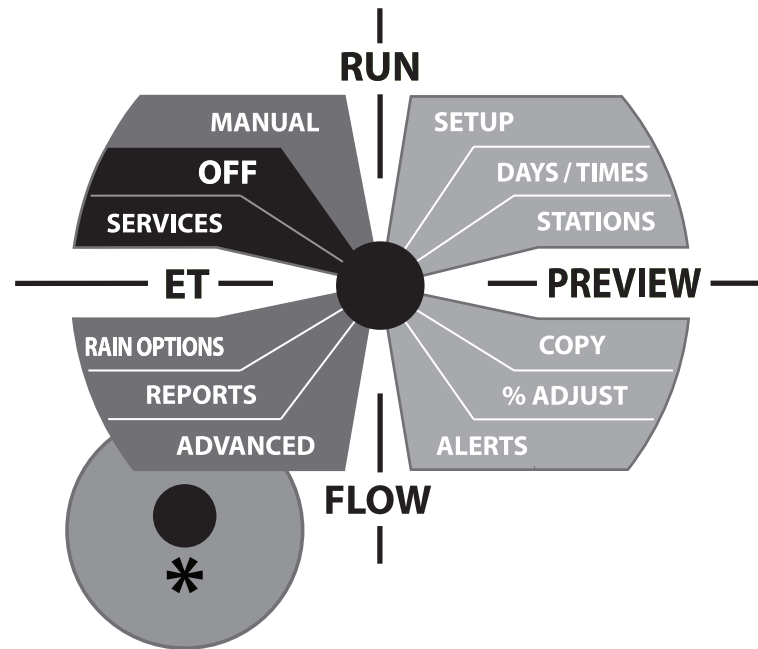 RUN
MANUAL
OFF
SERVICES
SETUP
DAYS / TIMES
STATIONS
ET
PREVIEW
RAIN OPTIONS
REPORTS
ADVANCED
COPY
% ADJUST
ALERTS
FLOW
*